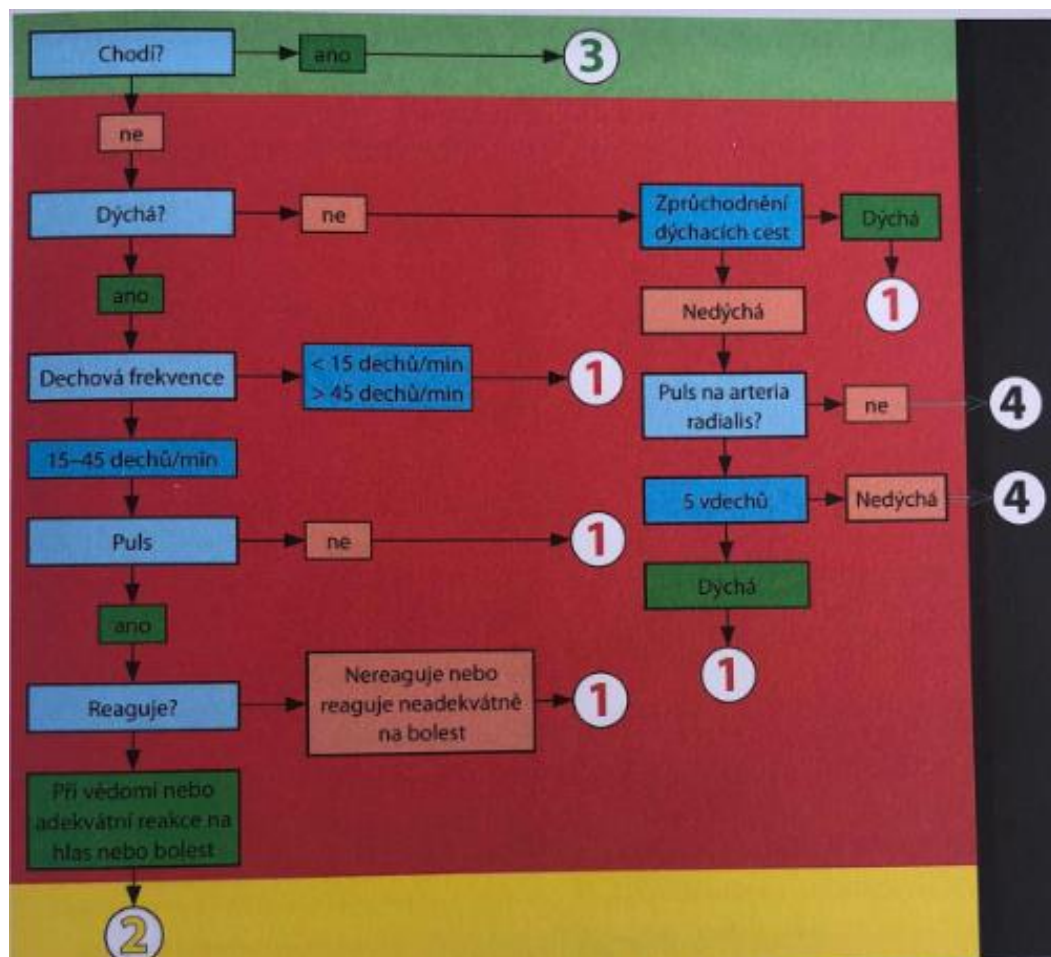 Chodí?
ano
3
ne
Dýchá?
ne
Zprůchodnění
dýchacích cest
Dýchá
1
ano
Nedýchá
Dechová frekvence
< 15 dechů/min
> 45 dechů/min
1
Puls na arteria
radialis?
ne
4
15–45 dechů/min
5 vdechů
Nedýchá
4
Puls
ne
1
Dýchá
1
ano
Reaguje?
Nereaguje nebo
reaguje neadekvátně
na bolest
1
Při vědomí nebo
adekvátní reakce na
hlas nebo bolest
2